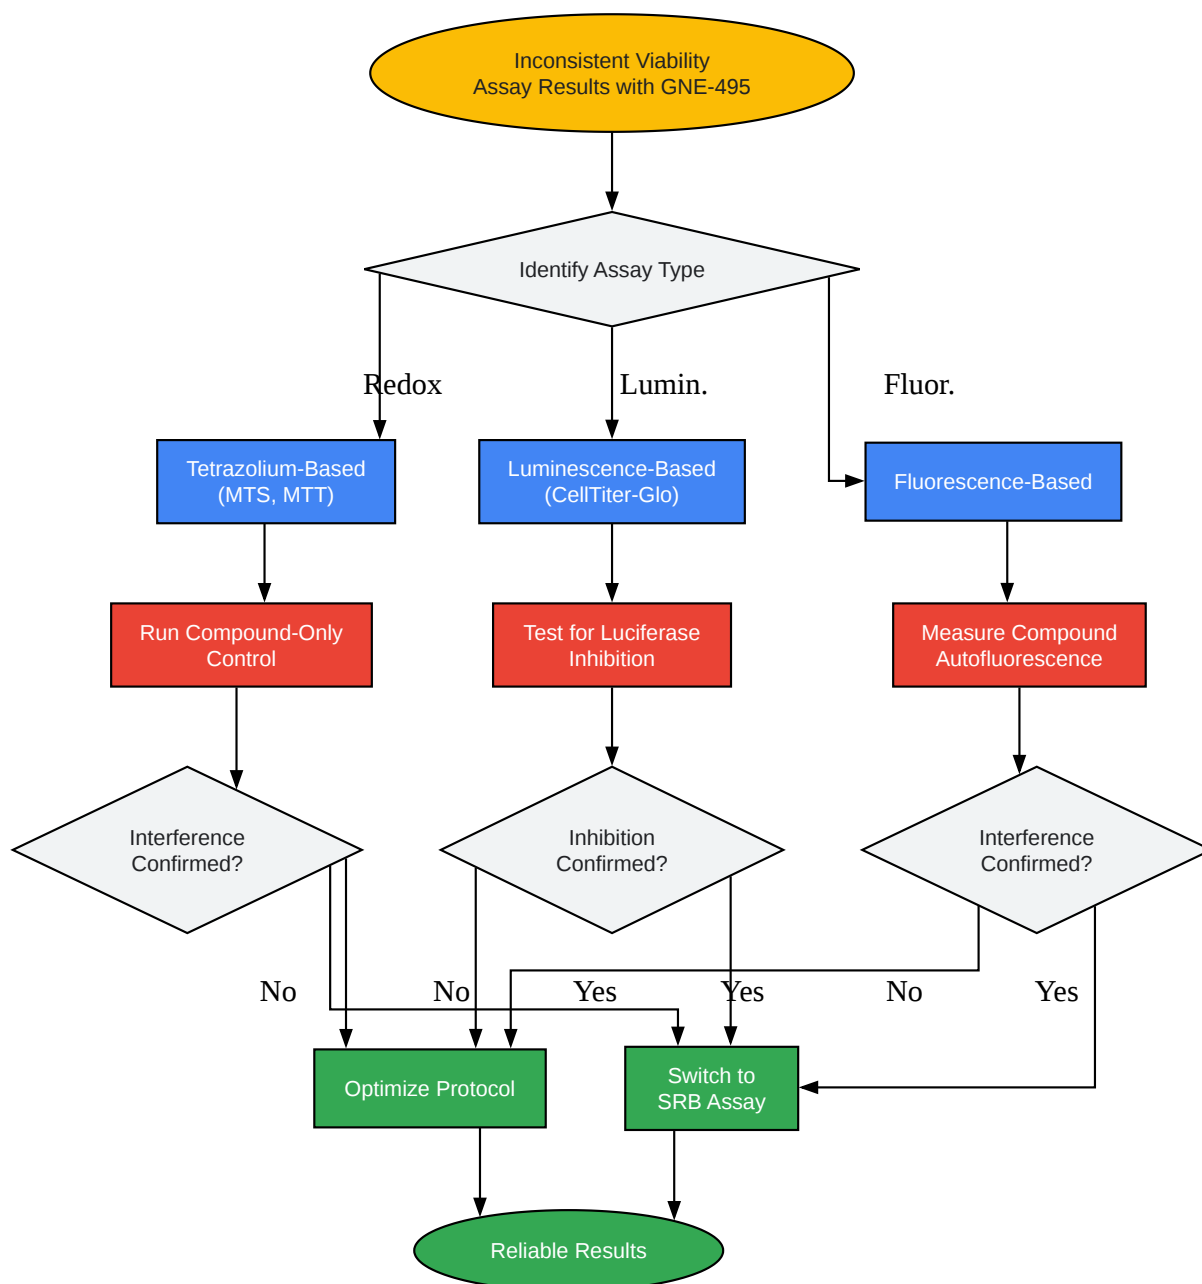 Inconsistent Viability
Assay Results with GNE-495
Identify Assay Type
Redox
Lumin.
Fluor.
Tetrazolium-Based
(MTS, MTT)
Luminescence-Based
(CellTiter-Glo)
Fluorescence-Based
Run Compound-Only
Control
Test for Luciferase
Inhibition
Measure Compound
Autofluorescence
Interference
Confirmed?
Inhibition
Confirmed?
Interference
Confirmed?
No
No
Yes
Yes
No
Yes
Optimize Protocol
Switch to
SRB Assay
Reliable Results